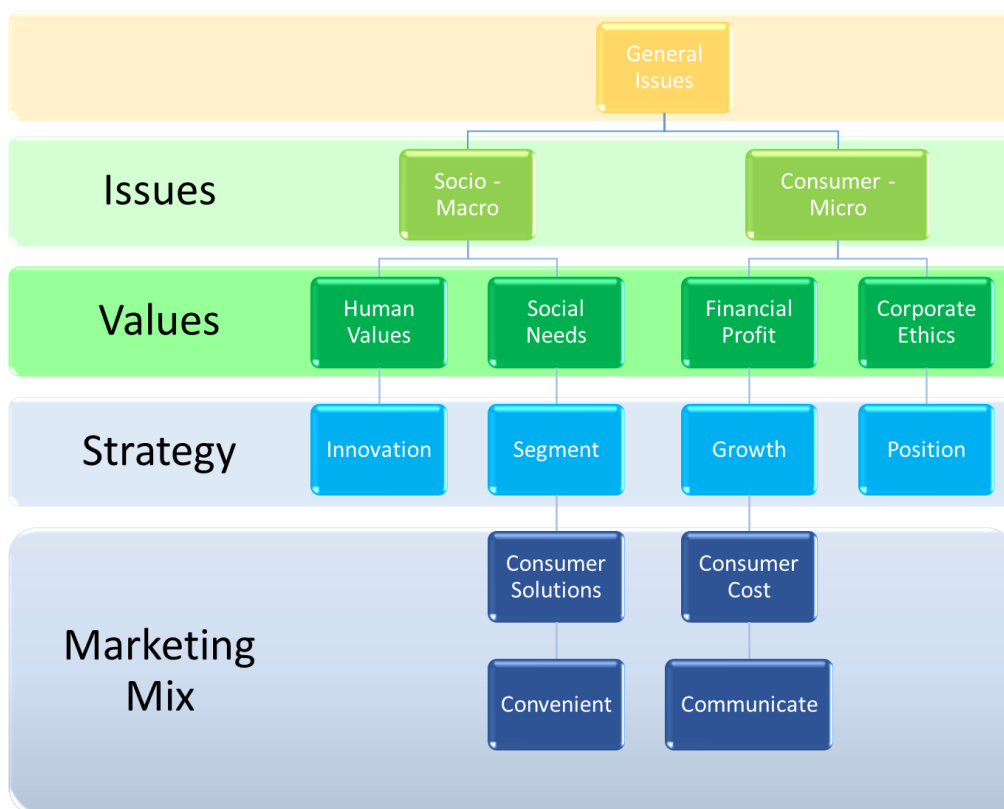 General
Issues
Issues
Socio -
Macro
Consumer -
Micro
Values
Human
Values
Social
Needs
Financial
Profit
Corporate
Ethics
Strategy
Innovation
Segment
Growth
Position
Marketing
Mix
Consumer
Solutions
Consumer
Cost
Convenient
Communicate